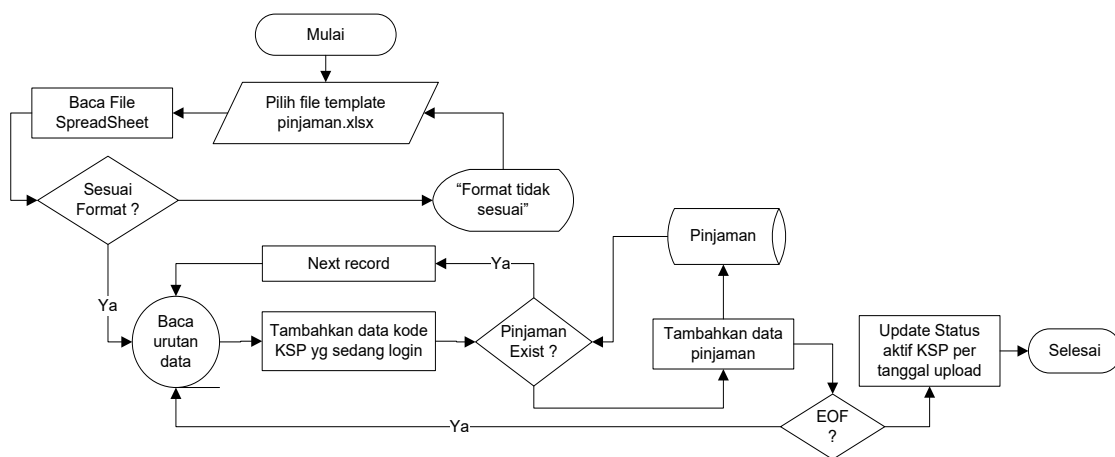 Mulai
Pilih file template
pinjaman.xlsx
Baca File
SpreadSheet
Sesuai
Format ?
“Format tidak
sesuai”
Ya
Baca
urutan
data
Next record
Tambahkan data kode
KSP yg sedang login
Ya
Pinjaman
Exist ?
Pinjaman
Tambahkan data
pinjaman
EOF
?
Ya
Update Status
aktif KSP per
tanggal upload
Selesai